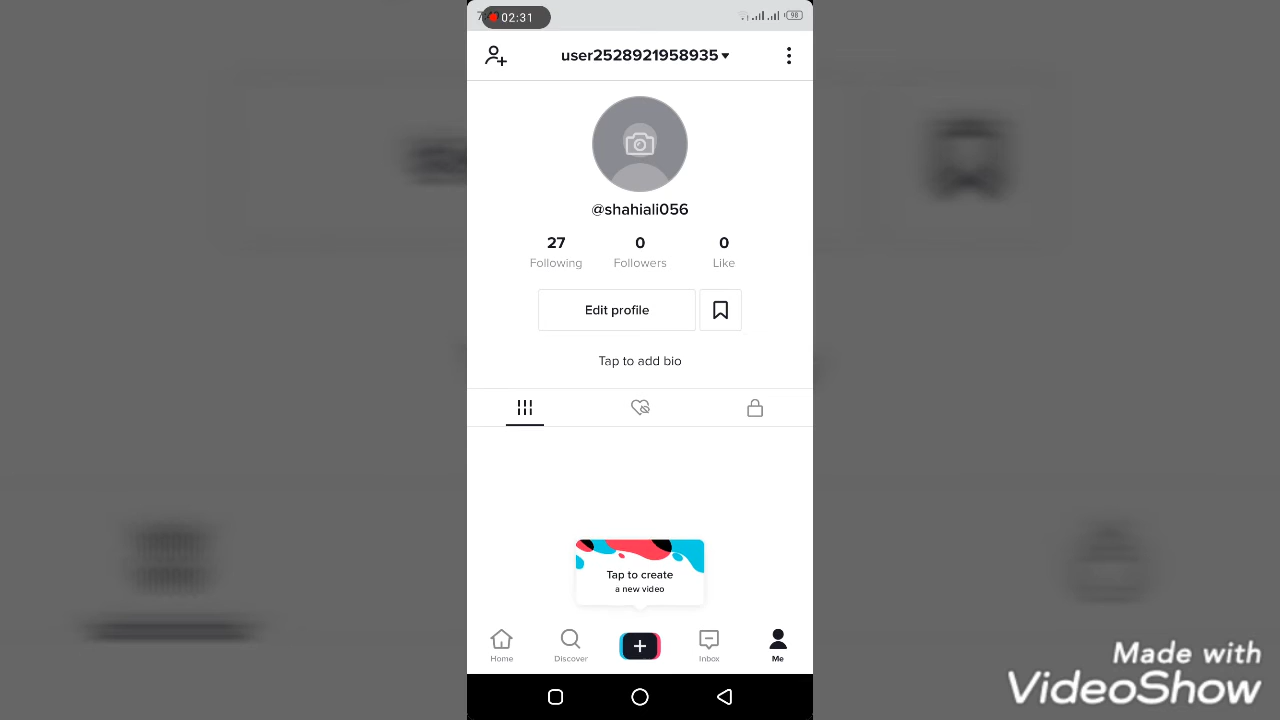 02:31
98
user2528921958935
@shahiali056
27 0 0
Following Followers Like
Edit profile
Tap to add bio
Tap to create
a new video
Home Discover Inbox Me
Made with
VideoShow